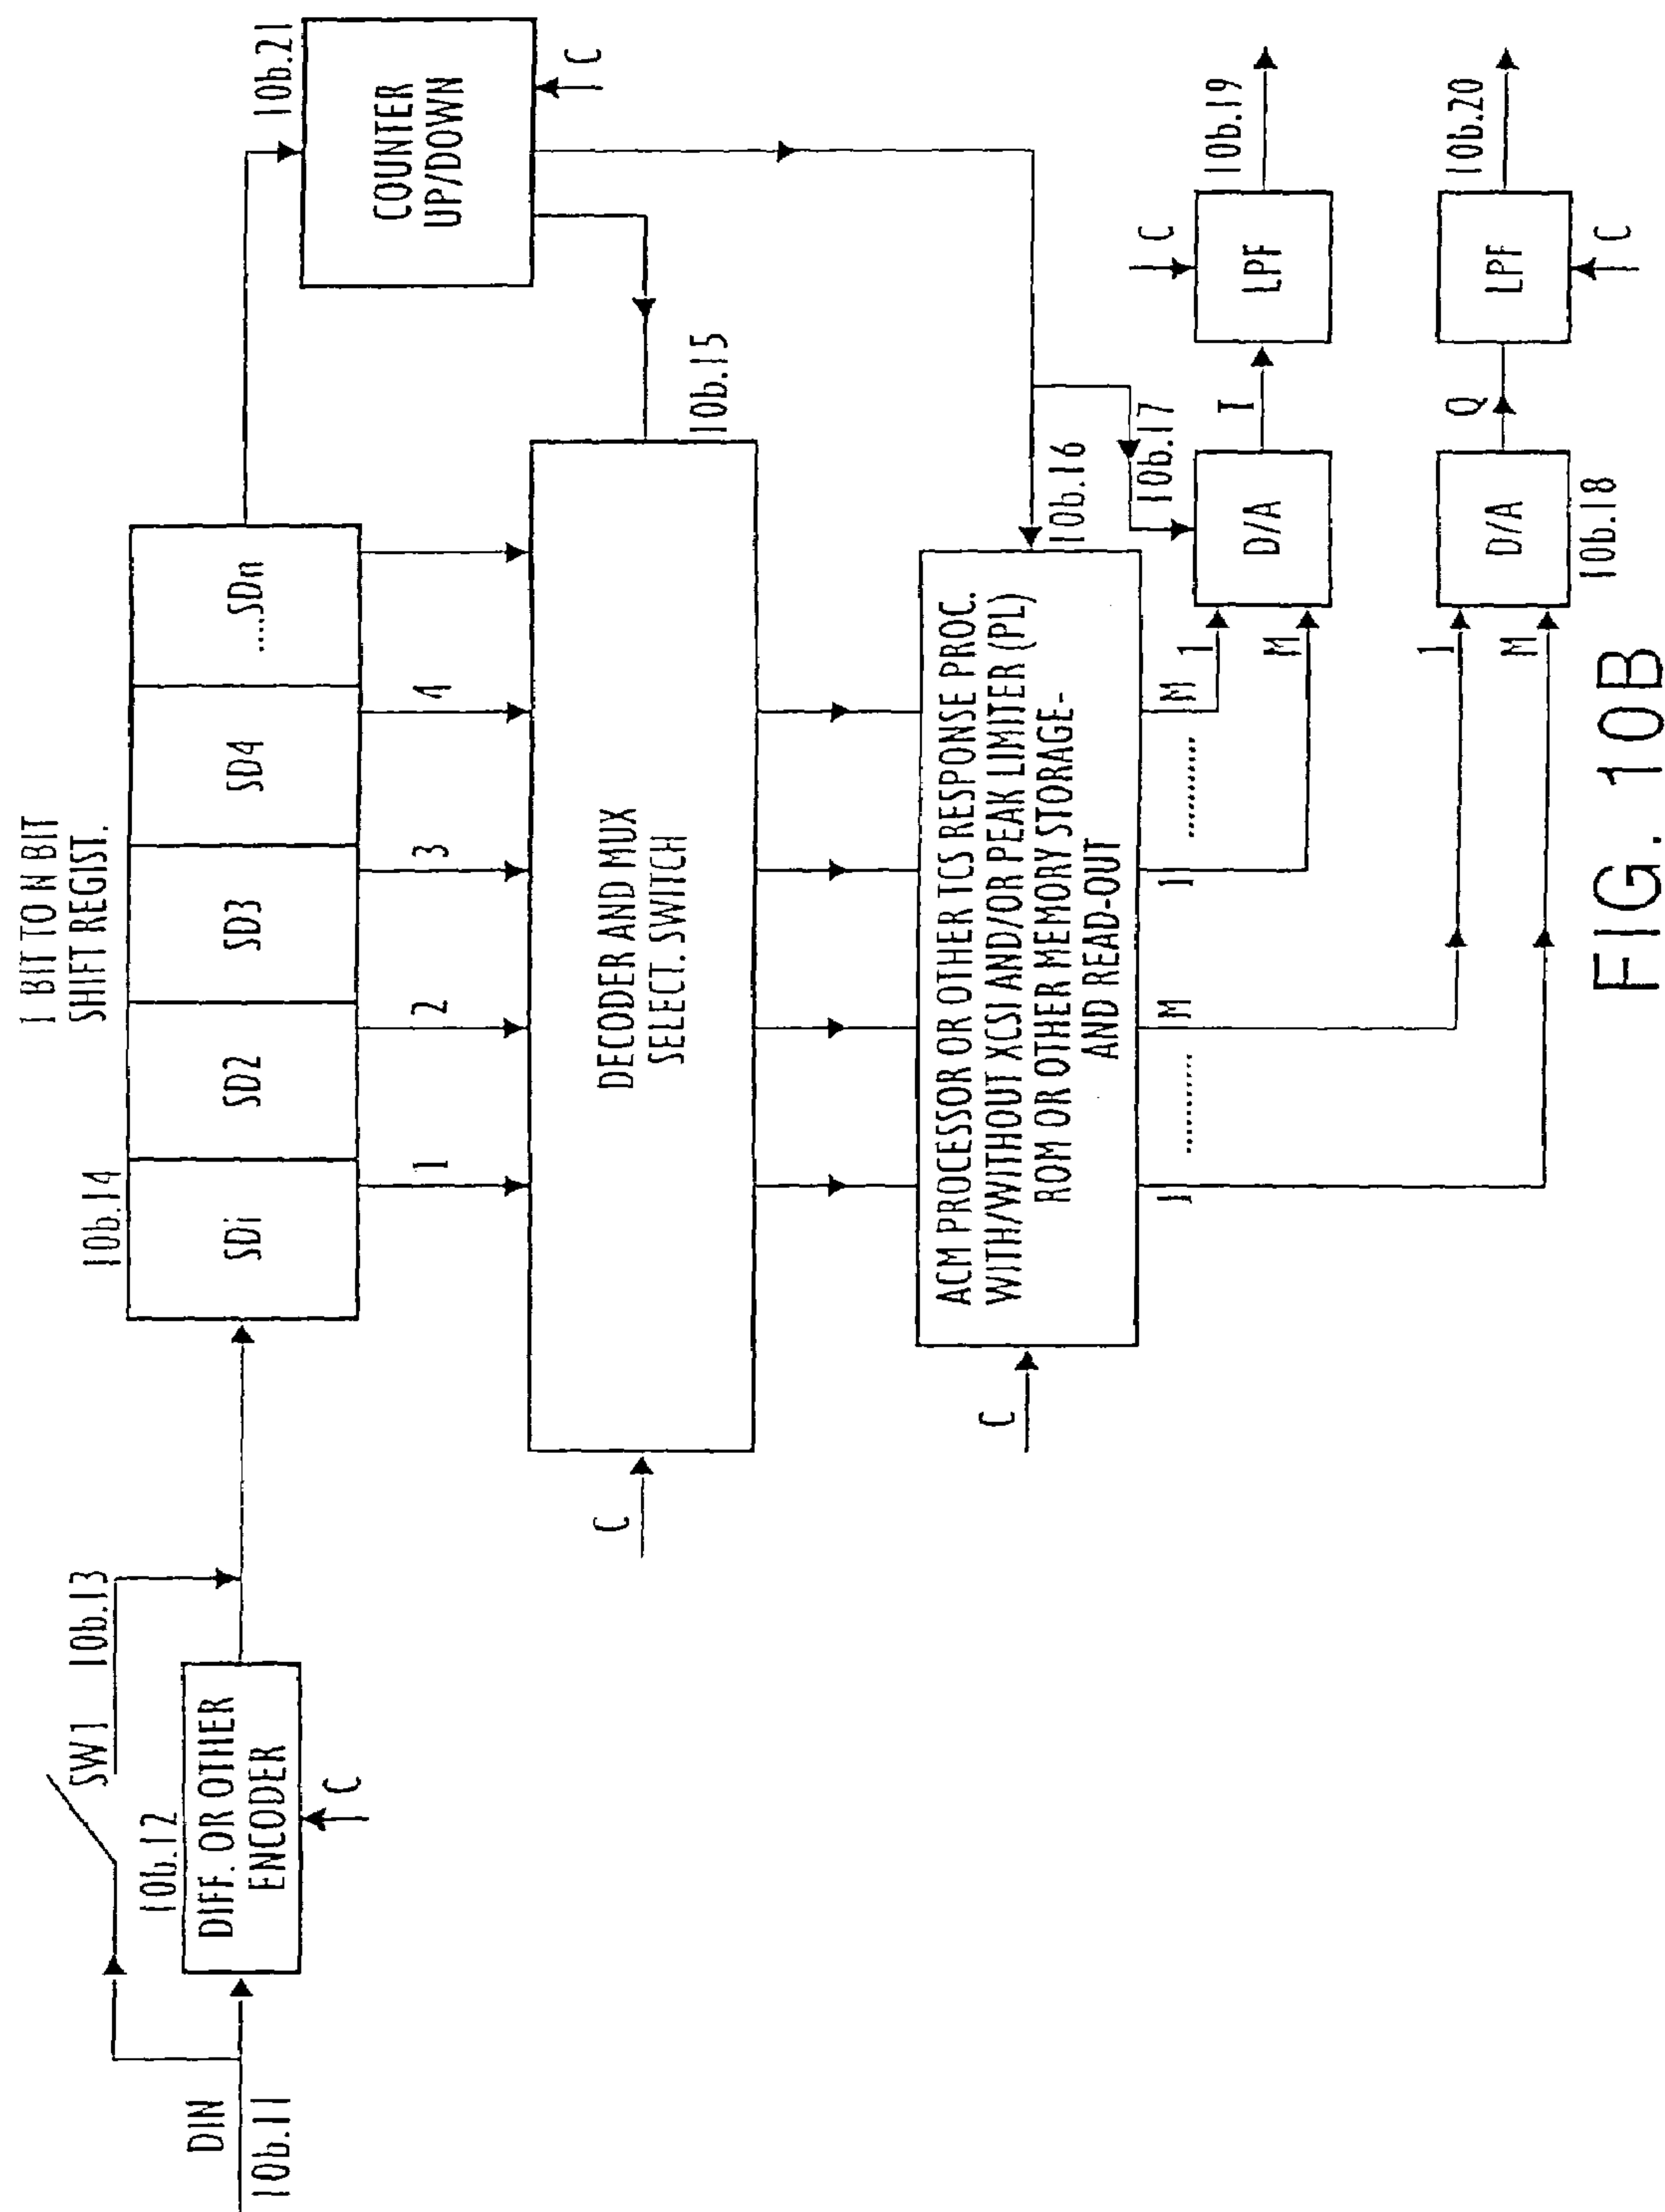 DIN
10b.11
SW1 10b.13
10b.12
DIFF. OR OTHER
ENCODER
C
1 BIT TO N BIT
SHIFT REGIST.
10b.14
SDi
SD2
SD3
SD4
....SDn
10b.21
COUNTER
UP/DOWN
C
1
2
3
4
10b.15
DECODER AND MUX
SELECT. SWITCH
C
10b.16
ACM PROCESSOR OR OTHER TCS RESPONSE PROC.
WITH/WITHOUT XCSI AND/OR PEAK LIMITER (PL)
ROM OR OTHER MEMORY STORAGE-
AND READ-OUT
C
1 .......... M
1 .......... M
10b.17
1
M
D/A
I
C
LPF
10b.19
1
M
D/A
10b.18
Q
LPF
C
10b.20
FIG. 10B